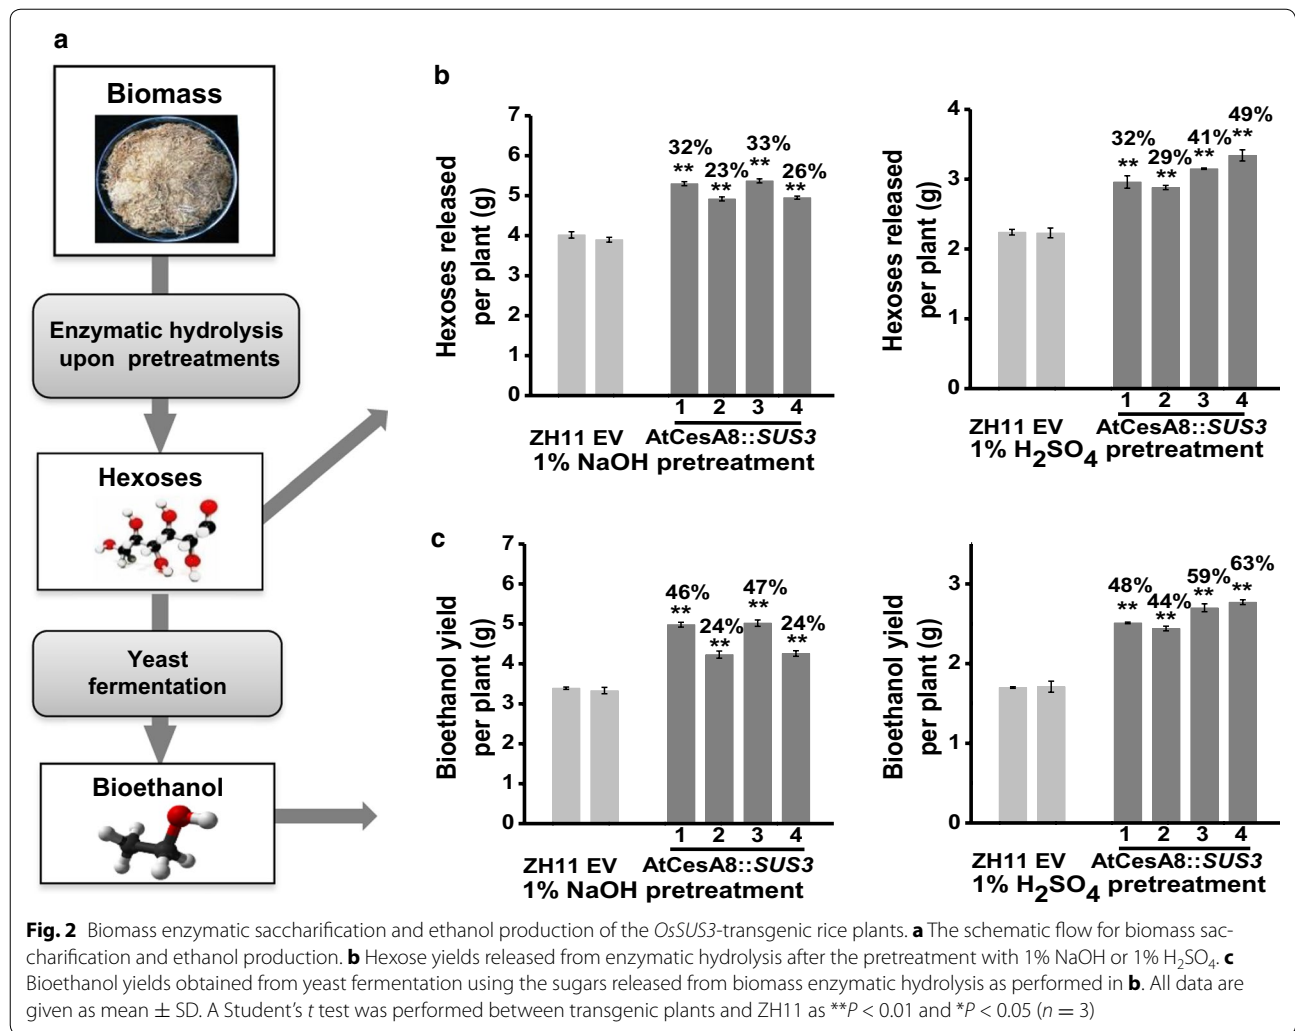 a
Biomass
Enzymatic hydrolysis
upon pretreatments
Hexoses
Yeast
fermentation
Bioethanol
b
Hexoses released
per plant (g)
7
6
5
4
3
2
1
0
32%
**
23%
**
33%
**
26%
**
1 2 3 4
ZH11 EV AtCesA8::SUS3
1% NaOH pretreatment
Hexoses released
per plant (g)
4
3
2
1
0
32%
**
29%
**
41%
**
49%
**
1 2 3 4
ZH11 EV AtCesA8::SUS3
1% H2SO4 pretreatment
c
Bioethanol yield
per plant (g)
7
6
5
4
3
2
1
0
46%
**
24%
**
47%
**
24%
**
1 2 3 4
ZH11 EV AtCesA8::SUS3
1% NaOH pretreatment
Bioethanol yield
per plant (g)
3
2
1
0
48%
**
44%
**
59%
**
63%
**
1 2 3 4
ZH11 EV AtCesA8::SUS3
1% H2SO4 pretreatment
Fig. 2 Biomass enzymatic saccharification and ethanol production of the OsSUS3-transgenic rice plants. a The schematic flow for biomass sac-
charification and ethanol production. b Hexose yields released from enzymatic hydrolysis after the pretreatment with 1% NaOH or 1% H2SO4. c
Bioethanol yields obtained from yeast fermentation using the sugars released from biomass enzymatic hydrolysis as performed in b. All data are
given as mean ± SD. A Student's t test was performed between transgenic plants and ZH11 as **P < 0.01 and *P < 0.05 (n = 3)